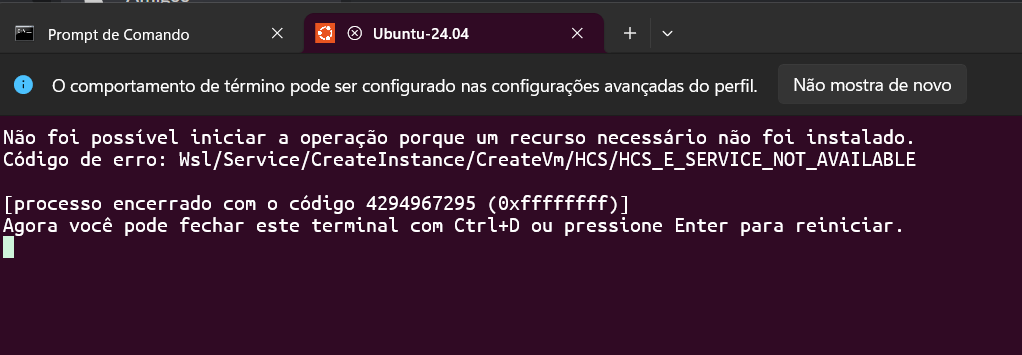 Prompt de Comando
Ubuntu-24.04
O comportamento de término pode ser configurado nas configurações avançadas do perfil.
Não mostra de novo
Não foi possível iniciar a operação porque um recurso necessário não foi instalado.
Código de erro: Wsl/Service/CreateInstance/CreateVm/HCS/HCS_E_SERVICE_NOT_AVAILABLE
[processo encerrado com o código 4294967295 (0xffffffff)]
Agora você pode fechar este terminal com Ctrl+D ou pressione Enter para reiniciar.